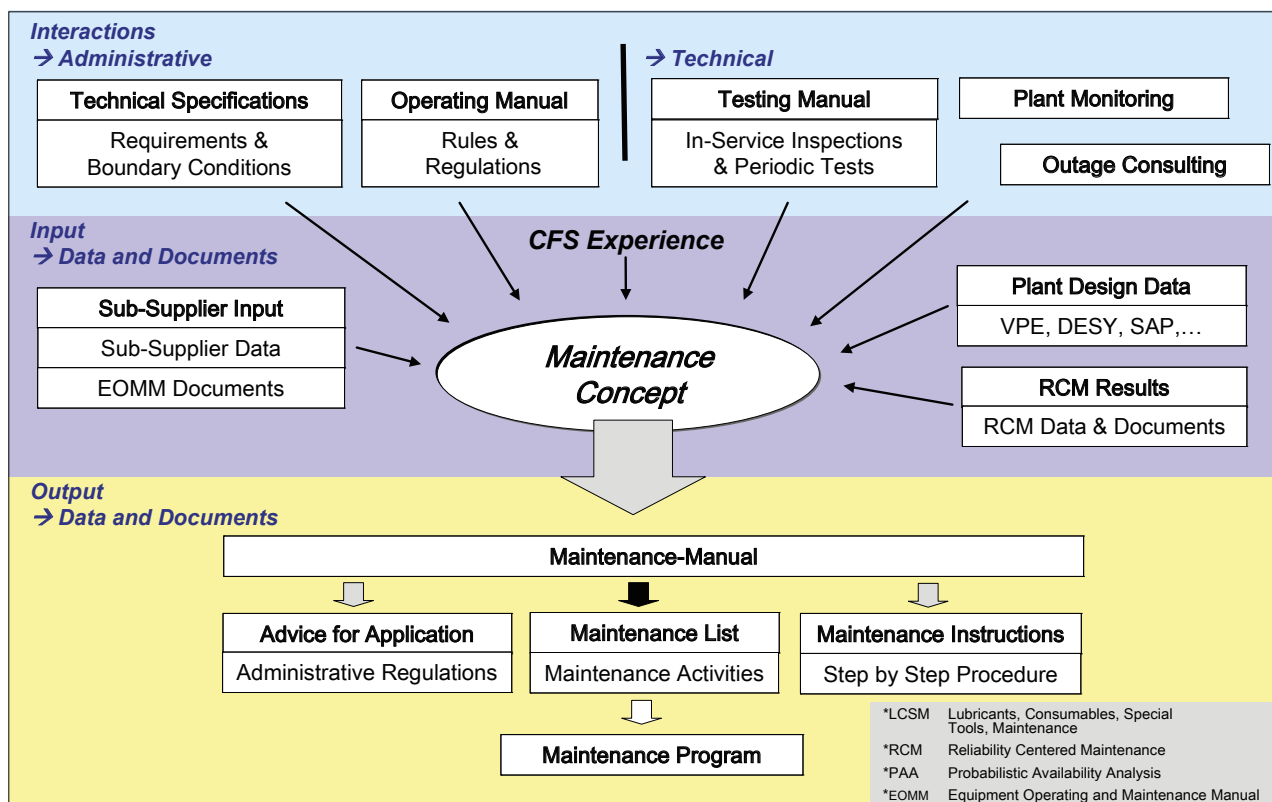 Interactions
→ Administrative
→ Technical
Technical Specifications
Requirements &
Boundary Conditions
Operating Manual
Rules &
Regulations
Testing Manual
In-Service Inspections
& Periodic Tests
Plant Monitoring
Outage Consulting
Input
→ Data and Documents
CFS Experience
Sub-Supplier Input
Sub-Supplier Data
EOMM Documents
Maintenance
Concept
Plant Design Data
VPE, DESY, SAP,…
RCM Results
RCM Data & Documents
Output
→ Data and Documents
Maintenance-Manual
Advice for Application
Administrative Regulations
Maintenance List
Maintenance Activities
Maintenance Instructions
Step by Step Procedure
Maintenance Program
*LCSM Lubricants, Consumables, Special
Tools, Maintenance
*RCM Reliability Centered Maintenance
*PAA Probabilistic Availability Analysis
*EOMM Equipment Operating and Maintenance Manual